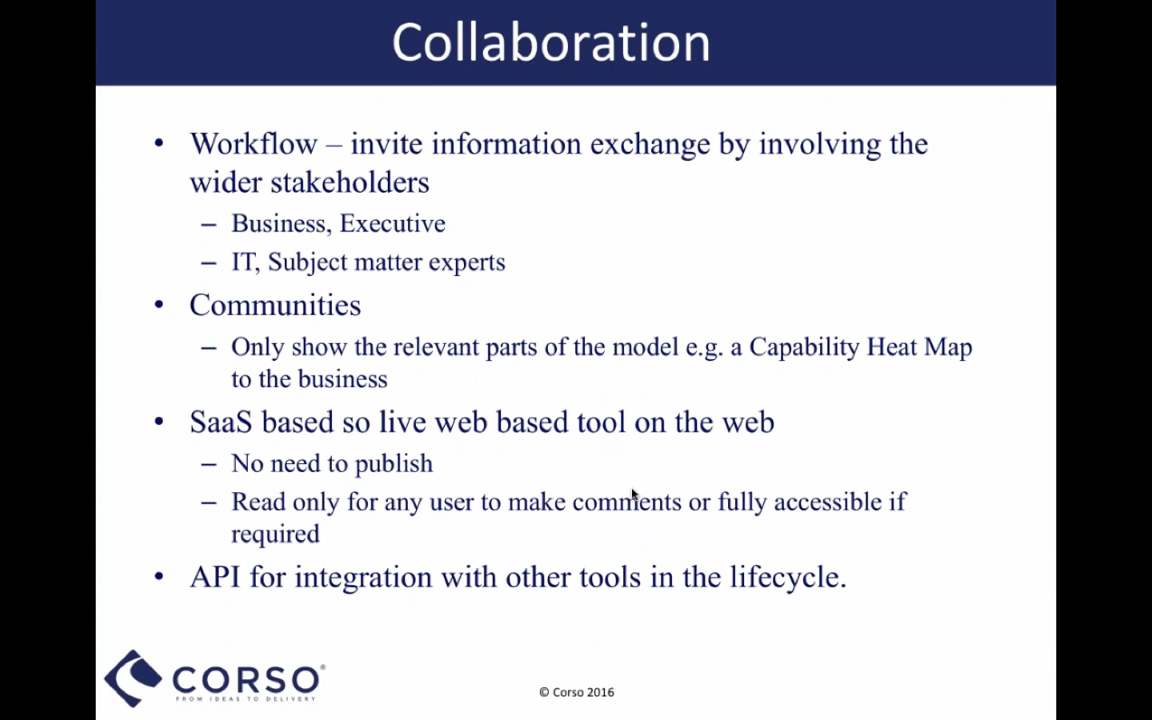 Collaboration
• Workflow – invite information exchange by involving the
wider stakeholders
– Business, Executive
– IT, Subject matter experts
• Communities
– Only show the relevant parts of the model e.g. a Capability Heat Map
to the business
• SaaS based so live web based tool on the web
– No need to publish
– Read only for any user to make comments or fully accessible if
required
• API for integration with other tools in the lifecycle.
CORSO®
FROM IDEAS TO DELIVERY
© Corso 2016